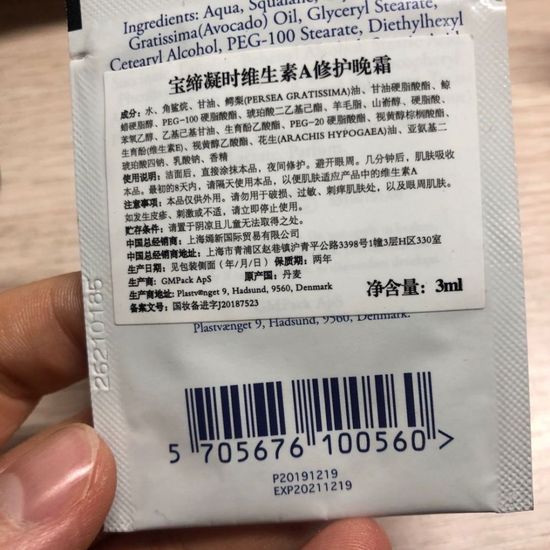 Ingredients: Aqua, Squalane,
Gratissima(Avocado) Oil, Glyceryl Stearate,
Cetearyl Alcohol, PEG-100 Stearate, Diethylhexyl
宝缔凝时维生素A修护晚霜
成分：水、角鲨烷、甘油、鳄梨(PERSEA GRATISSIMA)油、甘油硬脂酸酯、鲸
蜡硬脂醇、PEG-100 硬脂酸酯、琥珀酸二乙基己酯、羊毛脂、山嵛醇、硬脂酸、
苯氧乙醇、乙基己基甘油、生育酚乙酸酯、PEG-20 硬脂酸酯、视黄醇棕榈酸酯、
生育酚(维生素E)、视黄醇乙酸酯、花生(ARACHIS HYPOGAEA)油、亚氨基二
琥珀酸四钠、乳酸钠、香精
使用说明：洁面后，直接涂抹本品，夜间修护。避开眼周。几分钟后，肌肤吸收
本品。最初的8天内，请隔天使用本品，以便肌肤适应产品中的维生素A
注意事项：本品仅供外用。请勿用于破损、过敏、刺痒肌肤处，以及眼周肌肤。
如发生皮疹、刺激或不适，请立即停止使用。
贮存条件：请置于阴凉且儿童无法取得之处。
中国总经销商：上海嫣新国际贸易有限公司
中国总经销商地址：上海市青浦区赵巷镇沪青平公路3398号1幢3层H区330室
生产日期：见包装侧面（年/月/日） 保质期：两年
生产商：GMPack ApS 原产国：丹麦
生产商地址：Plastvænget 9, Hadsund, 9560, Denmark
备案文号：国妆备进字J20187523
净含量：3ml
GMPack ApS
Plastvænget 9, Hadsund, 9560, Denmark.
26210185
5 705676 100560 >
P20191219
EXP20211219